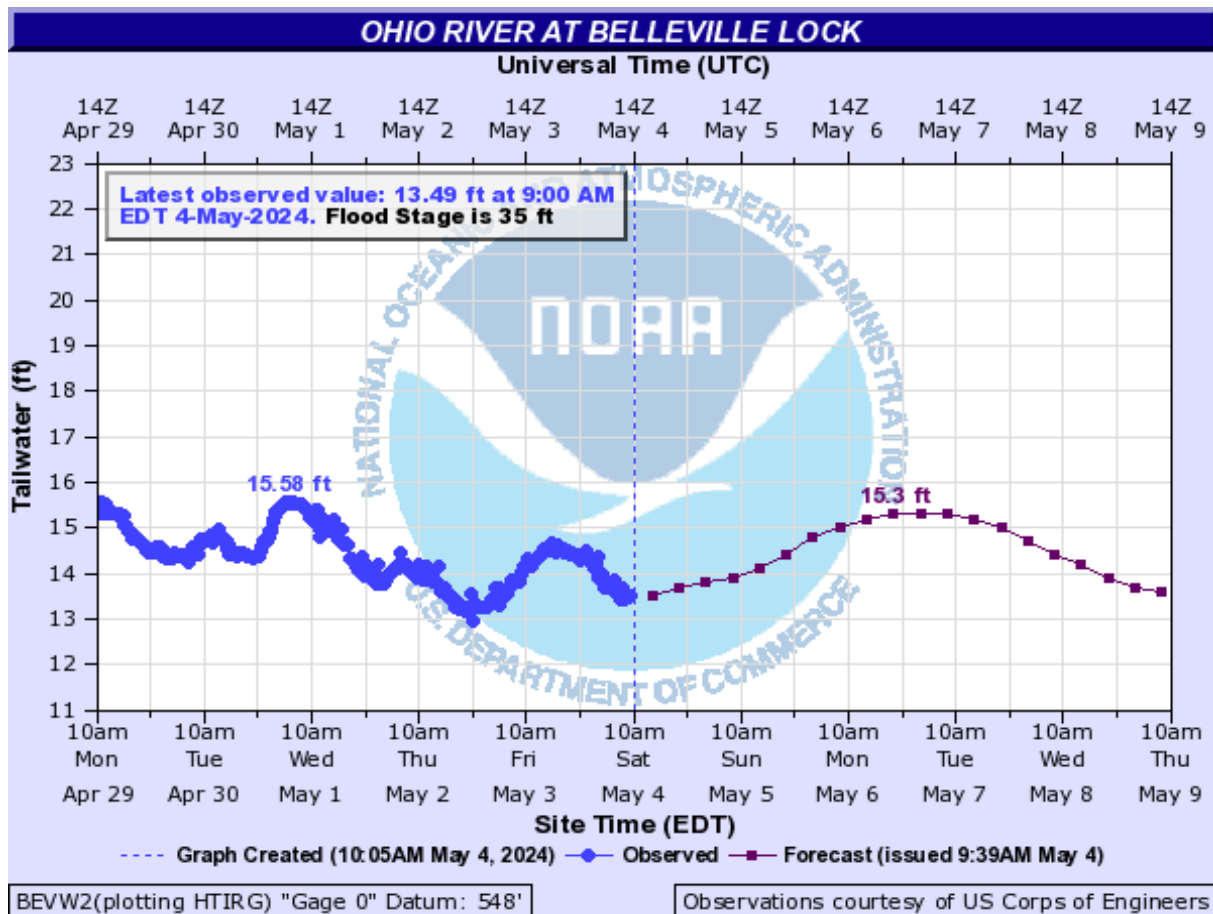 OHIO RIVER AT BELLEVILLE LOCK
Universal Time (UTC)
14Z 14Z 14Z 14Z 14Z 14Z 14Z 14Z 14Z 14Z 14Z
Apr 29 Apr 30 May 1 May 2 May 3 May 4 May 5 May 6 May 7 May 8 May 9
Latest observed value: 13.49 ft at 9:00 AM
EDT 4-May-2024. Flood Stage is 35 ft
23
22
21
20
19
18
17
16
15
14
13
12
11
Tailwater (ft)
NATIONAL OCEANIC AND ATMOSPHERIC ADMINISTRATION
NOAA
U.S. DEPARTMENT OF COMMERCE
15.58 ft
15.3 ft
10am 10am 10am 10am 10am 10am 10am 10am 10am 10am 10am
Mon Tue Wed Thu Fri Sat Sun Mon Tue Wed Thu
Apr 29 Apr 30 May 1 May 2 May 3 May 4 May 5 May 6 May 7 May 8 May 9
Site Time (EDT)
Graph Created (10:05AM May 4, 2024) Observed Forecast (issued 9:39AM May 4)
BEVW2(plotting HTIRG) "Gage 0" Datum: 548'
Observations courtesy of US Corps of Engineers